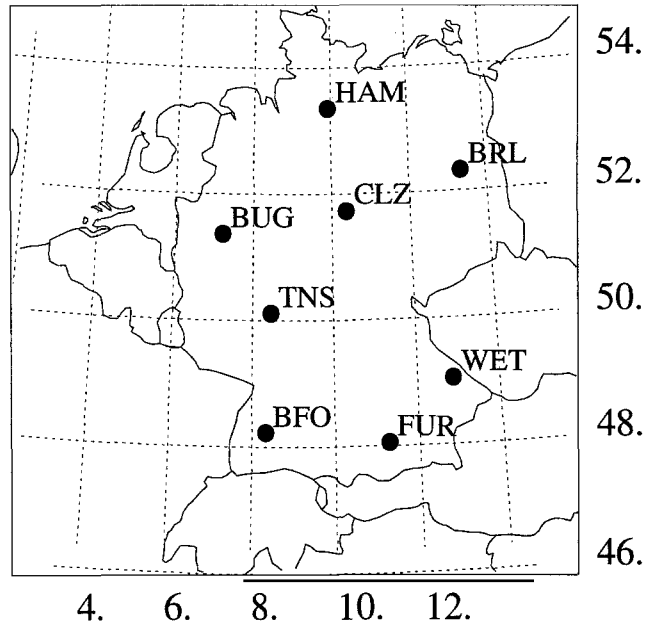 54.
HAM
BRL
52.
CLZ
BUG
TNS
50.
WET
BFO
FUR
48.
46.
4. 6. 8. 10. 12.